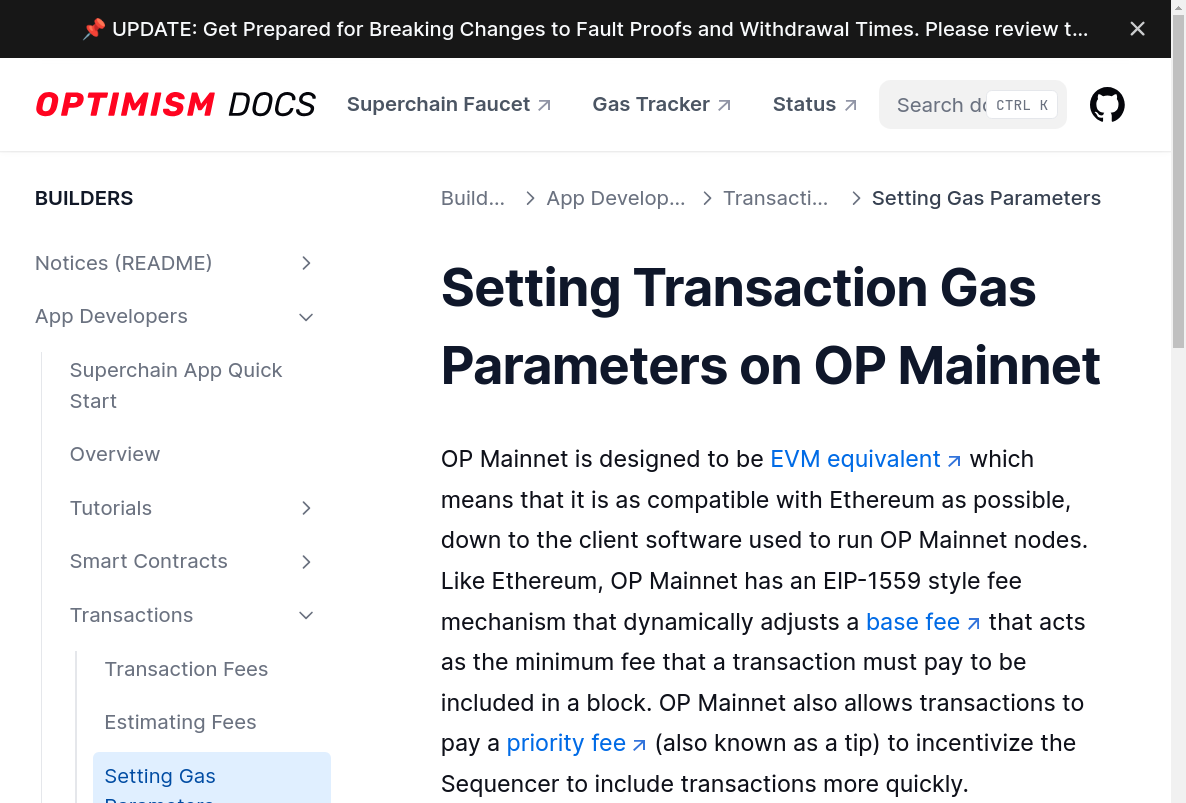 📌 UPDATE: Get Prepared for Breaking Changes to Fault Proofs and Withdrawal Times. Please review t...
OPTIMISM DOCS
Superchain Faucet
Gas Tracker
Status
Search do
CTRL K
BUILDERS
Notices (README)
App Developers
Superchain App Quick
Start
Overview
Tutorials
Smart Contracts
Transactions
Transaction Fees
Estimating Fees
Setting Gas
Parameters
Build... > App Develop... > Transacti... > Setting Gas Parameters
Setting Transaction Gas
Parameters on OP Mainnet
OP Mainnet is designed to be EVM equivalent ↗ which
means that it is as compatible with Ethereum as possible,
down to the client software used to run OP Mainnet nodes.
Like Ethereum, OP Mainnet has an EIP-1559 style fee
mechanism that dynamically adjusts a base fee ↗ that acts
as the minimum fee that a transaction must pay to be
included in a block. OP Mainnet also allows transactions to
pay a priority fee ↗ (also known as a tip) to incentivize the
Sequencer to include transactions more quickly.